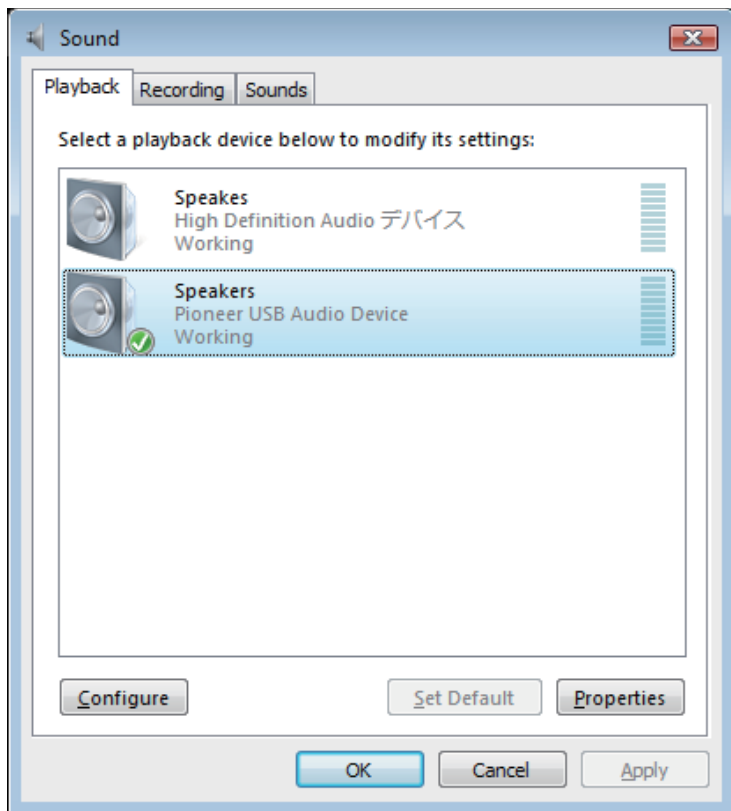 Sound
Playback Recording Sounds
Select a playback device below to modify its settings:
Speakes
High Definition Audio デバイス
Working
Speakers
Pioneer USB Audio Device
Working
Configure Set Default Properties
OK Cancel Apply